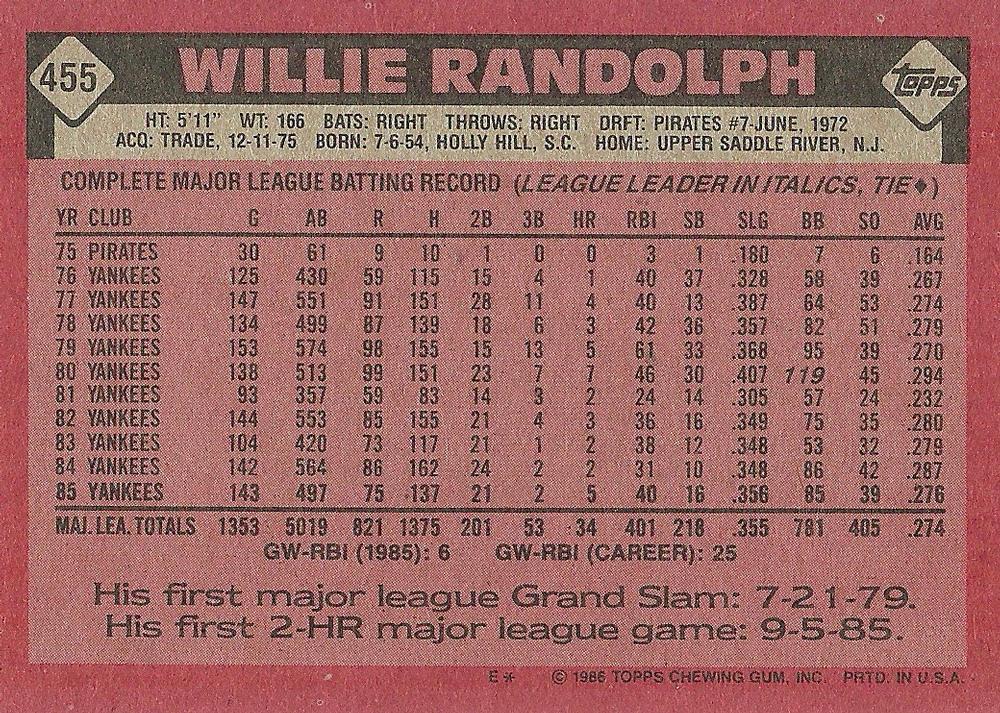 455 WILLIE RANDOLPH Topps
HT: 5'11" WT: 166 BATS: RIGHT THROWS: RIGHT DRFT: PIRATES #7-JUNE, 1972
ACQ: TRADE, 12-11-75 BORN: 7-6-54, HOLLY HILL, S.C. HOME: UPPER SADDLE RIVER, N.J.
COMPLETE MAJOR LEAGUE BATTING RECORD (LEAGUE LEADER IN ITALICS, TIE♦)
YR CLUB G AB R H 2B 3B HR RBI SB SLG BB SO AVG
75 PIRATES 30 61 9 10 1 0 0 3 1 .180 7 6 .164
76 YANKEES 125 430 59 115 15 4 1 40 37 .328 58 39 .267
77 YANKEES 147 551 91 151 28 11 4 40 13 .387 64 53 .274
78 YANKEES 134 499 87 139 18 6 3 42 36 .357 82 51 .279
79 YANKEES 153 574 98 155 15 13 5 61 33 .368 95 39 .270
80 YANKEES 138 513 99 151 23 7 7 46 30 .407 119 45 .294
81 YANKEES 93 357 59 83 14 3 2 24 14 .305 57 24 .232
82 YANKEES 144 553 85 155 21 4 3 36 16 .349 75 35 .280
83 YANKEES 104 420 73 117 21 1 2 38 12 .348 53 32 .279
84 YANKEES 142 564 86 162 24 2 2 31 10 .348 86 42 .287
85 YANKEES 143 497 75 137 21 2 5 40 16 .356 85 39 .276
MAJ. LEA. TOTALS 1353 5019 821 1375 201 53 34 401 218 .355 781 405 .274
GW-RBI (1985): 6 GW-RBI (CAREER): 25
His first major league Grand Slam: 7-21-79.
His first 2-HR major league game: 9-5-85.
E* © 1986 TOPPS CHEWING GUM, INC. PRTD. IN U.S.A.